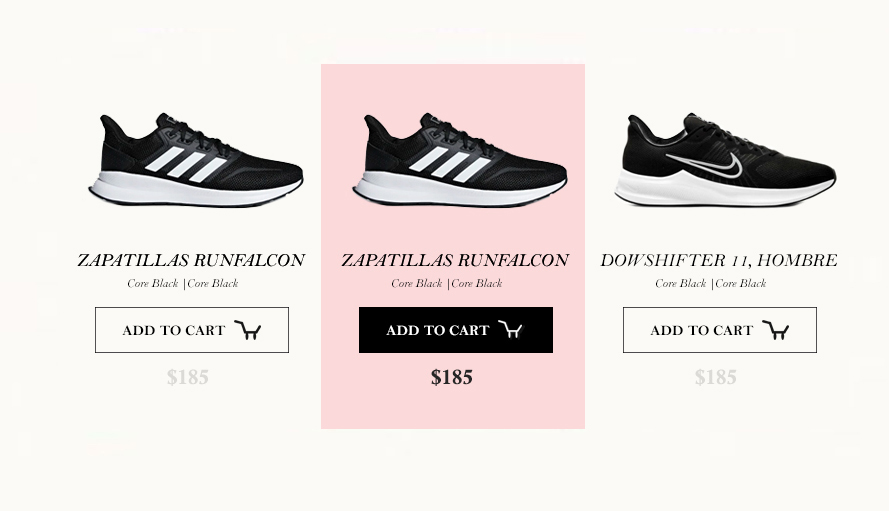 ZAPATILLAS RUNFALCON
Core Black |Core Black
ADD TO CART
$185
ZAPATILLAS RUNFALCON
Core Black |Core Black
ADD TO CART
$185
DOWSHIFTER 11, HOMBRE
Core Black |Core Black
ADD TO CART
$185